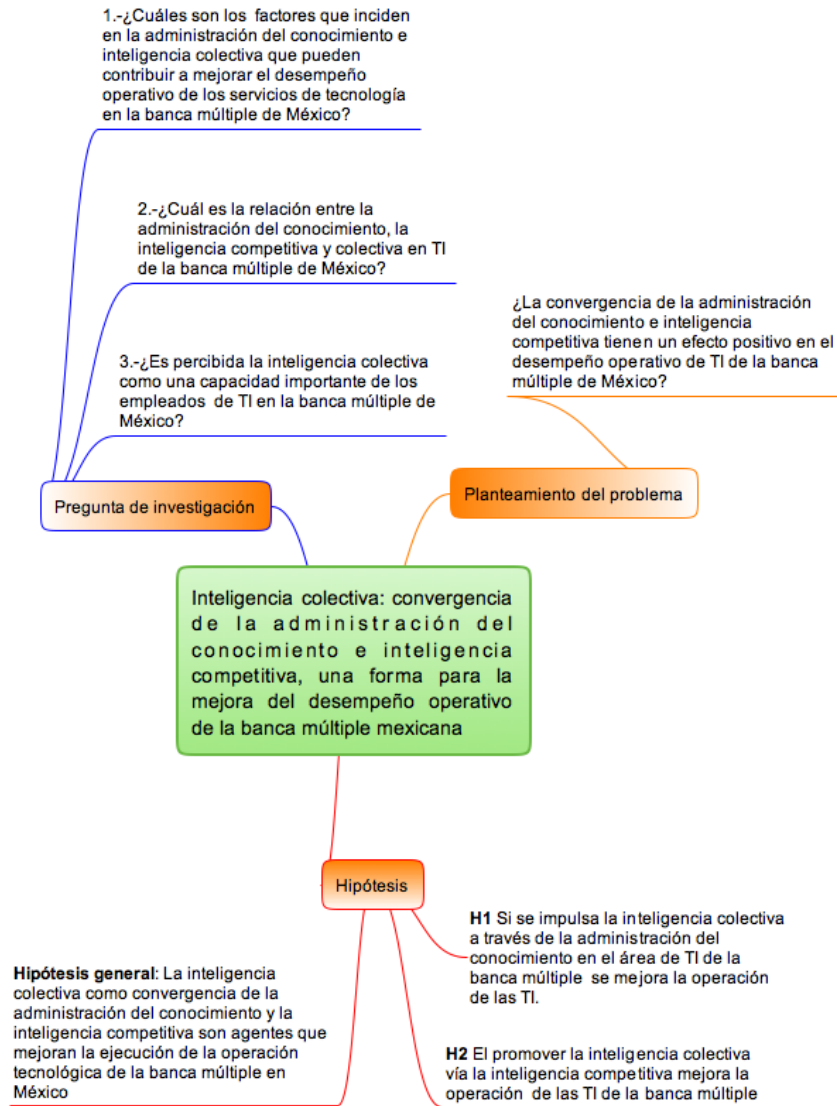 1.-¿Cuáles son los factores que inciden
en la administración del conocimiento e
inteligencia colectiva que pueden
contribuir a mejorar el desempeño
operativo de los servicios de tecnología
en la banca múltiple de México?
2.-¿Cuál es la relación entre la
administración del conocimiento, la
inteligencia competitiva y colectiva en TI
de la banca múltiple de México?
3.-¿Es percibida la inteligencia colectiva
como una capacidad importante de los
empleados de TI en la banca múltiple de
México?
¿La convergencia de la administración
del conocimiento e inteligencia
competitiva tienen un efecto positivo en el
desempeño operativo de TI de la banca
múltiple de México?
Pregunta de investigación
Planteamiento del problema
Inteligencia colectiva: convergencia
de la administración del
conocimiento e inteligencia
competitiva, una forma para la
mejora del desempeño operativo
de la banca múltiple mexicana
Hipótesis
H1 Si se impulsa la inteligencia colectiva
a través de la administración del
conocimiento en el área de TI de la
banca múltiple se mejora la operación
de las TI.
Hipótesis general: La inteligencia
colectiva como convergencia de la
administración del conocimiento y la
inteligencia competitiva son agentes que
mejoran la ejecución de la operación
tecnológica de la banca múltiple en
México
H2 El promover la inteligencia colectiva
vía la inteligencia competitiva mejora la
operación de las TI de la banca múltiple